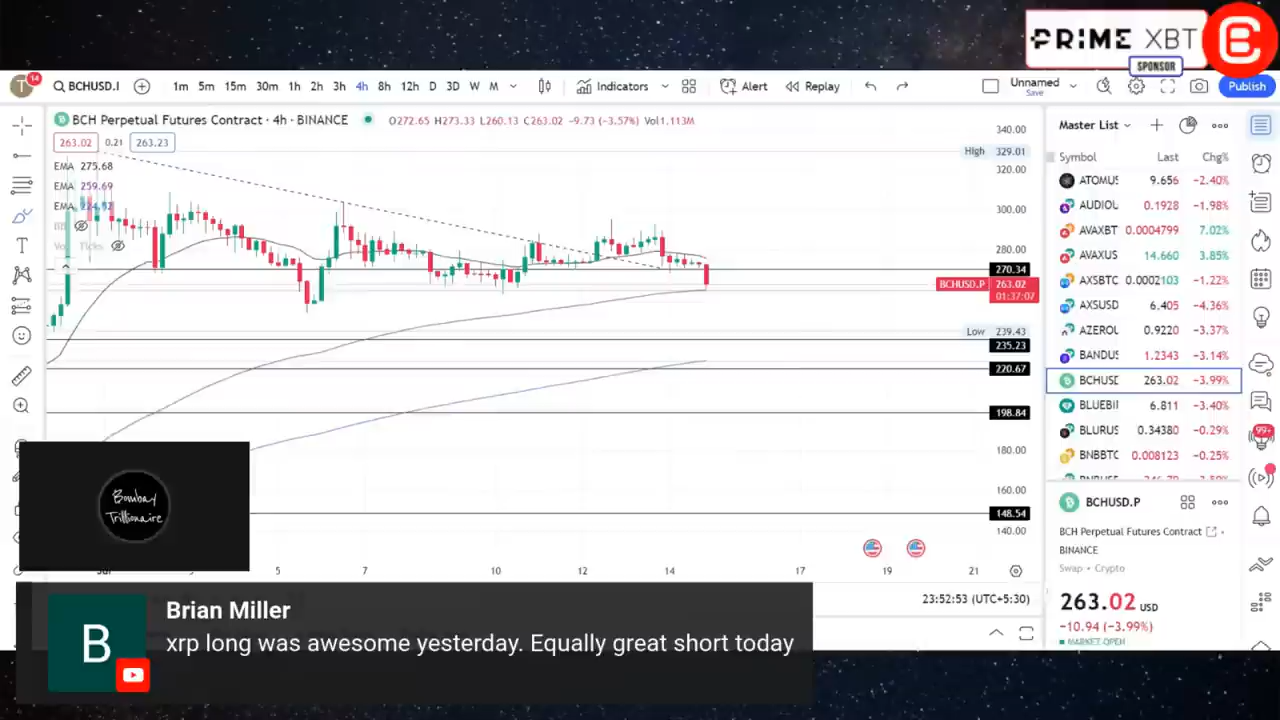 PRIME XBT
SPONSOR
T 14 BCHUSD.I 1m 5m 15m 30m 1h 2h 3h 4h 8h 12h D 3D W M Indicators Alert Replay Unnamed Save Publish
BCH Perpetual Futures Contract · 4h · BINANCE O272.65 H273.33 L260.13 C263.02 -9.73 (-3.57%) Vol1.113M
263.02 0.21 263.23
EMA 275.68
EMA 259.69
EMA
340.00
High 329.01
320.00
300.00
280.00
270.34
BCHUSD.P 263.02
01:37:07
Low 239.43
235.23
220.67
198.84
180.00
160.00
148.54
140.00
5 7 10 12 14 17 19 21
23:52:53 (UTC+5:30)
Master List
Symbol Last Chg%
ATOMUS 9.656 -2.40%
AUDIOU 0.1928 -1.98%
AVAXBT 0.0004799 7.02%
AVAXUS 14.660 3.85%
AXSBTC 0.0002103 -1.22%
AXSUSD 6.405 -4.36%
AZEROL 0.9220 -3.37%
BANDUS 1.2343 -3.14%
BCHUSD 263.02 -3.99%
BLUEBII 6.811 -3.40%
BLURUS 0.34380 -0.29%
BNBBTC 0.008123 -0.25%
BCHUSD.P
BCH Perpetual Futures Contract
BINANCE
Swap • Crypto
263.02 USD
-10.94 (-3.99%)
MARKET OPEN
99+
Bombay
Trillionaire
B
Brian Miller
xrp long was awesome yesterday. Equally great short today